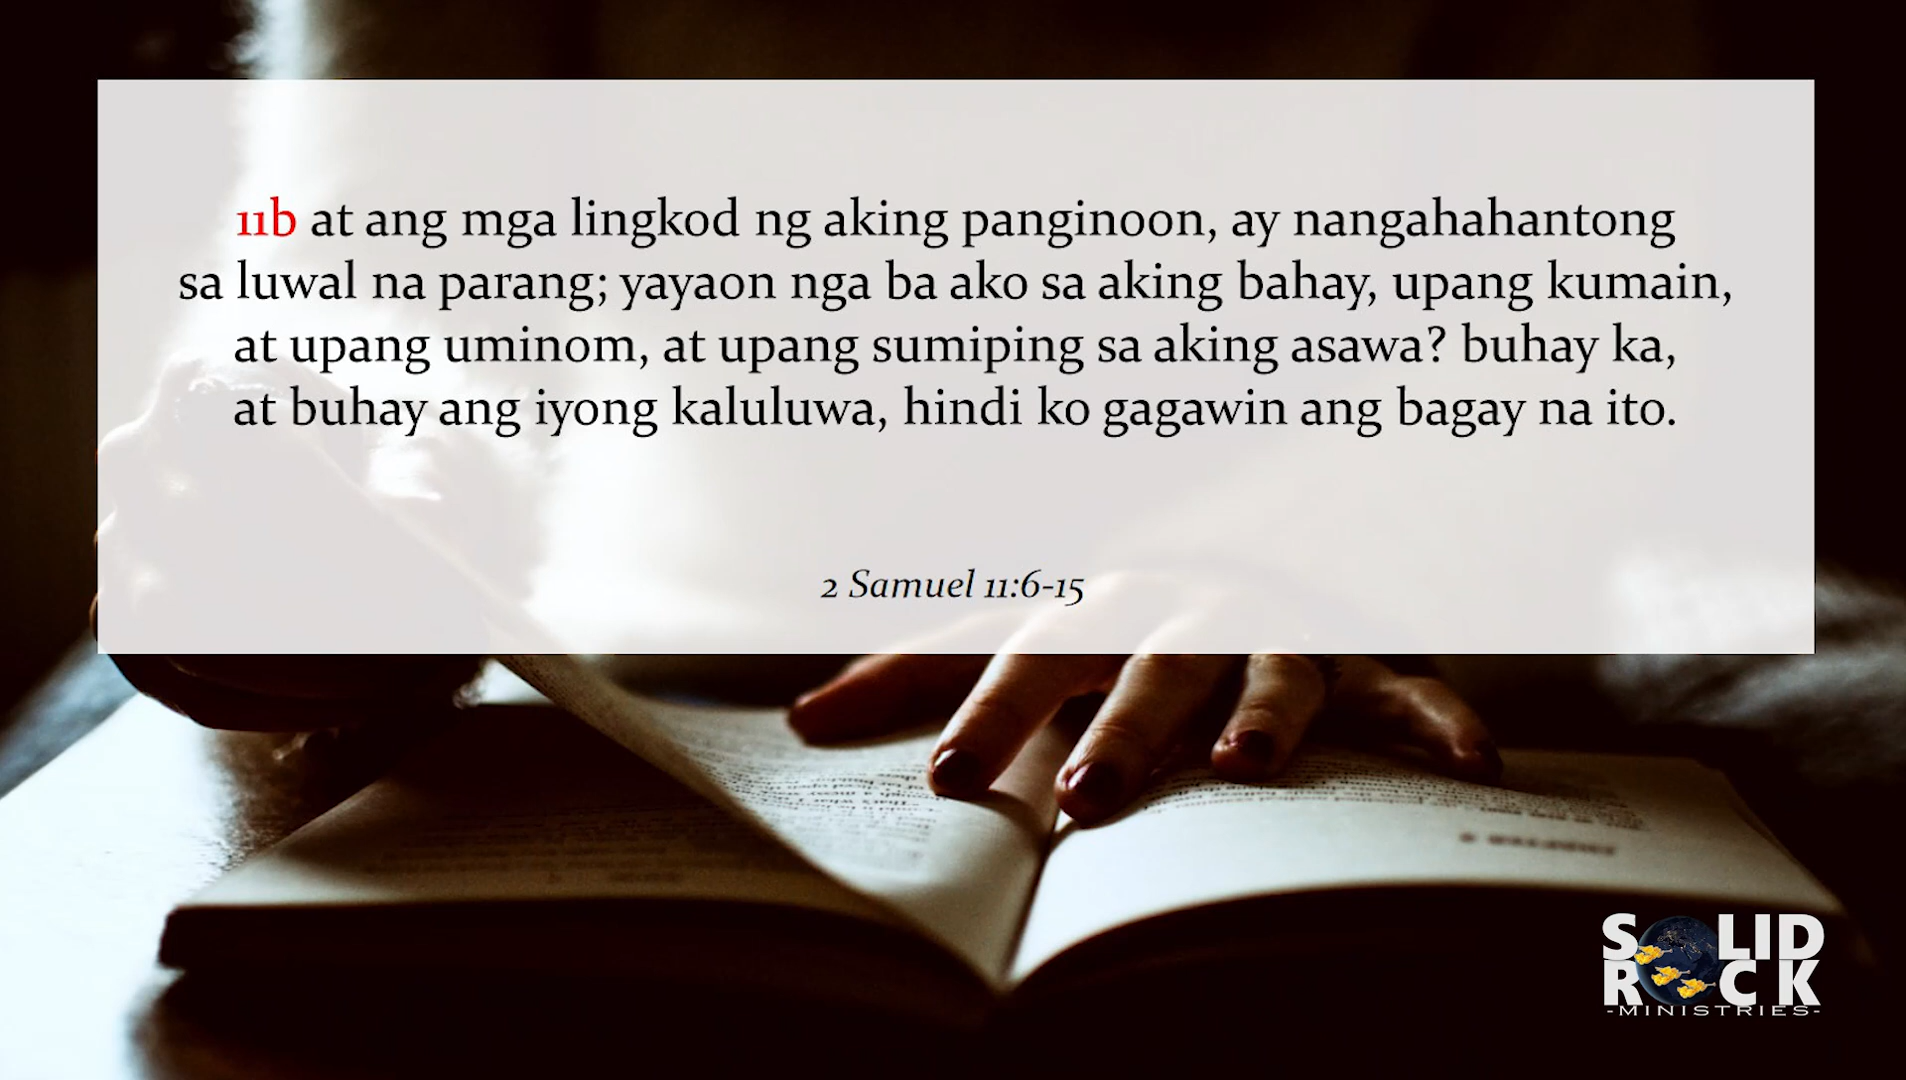 11b at ang mga lingkod ng aking panginoon, ay nangahahantong
sa luwal na parang; yayaon nga ba ako sa aking bahay, upang kumain,
at upang uminom, at upang sumiping sa aking asawa? buhay ka,
at buhay ang iyong kaluluwa, hindi ko gagawin ang bagay na ito.
2 Samuel 11:6-15
SOLID
ROCK
-MINISTRIES-